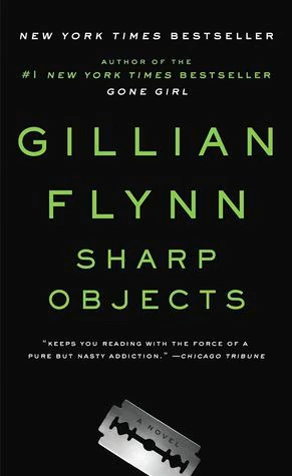 NEW YORK TIMES BESTSELLER
AUTHOR OF THE
#1 NEW YORK TIMES BESTSELLER
GONE GIRL
GILLIAN
FLYNN
SHARP
OBJECTS
"KEEPS YOU READING WITH THE FORCE OF A
PURE BUT NASTY ADDICTION." —CHICAGO TRIBUNE
A NOVEL